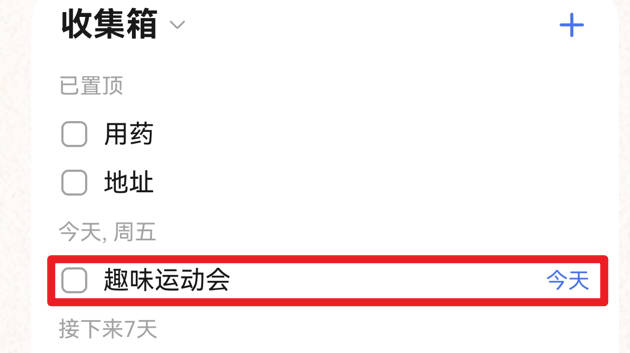 收集箱
已置顶
用药
地址
今天, 周五
趣味运动会 今天
接下来7天